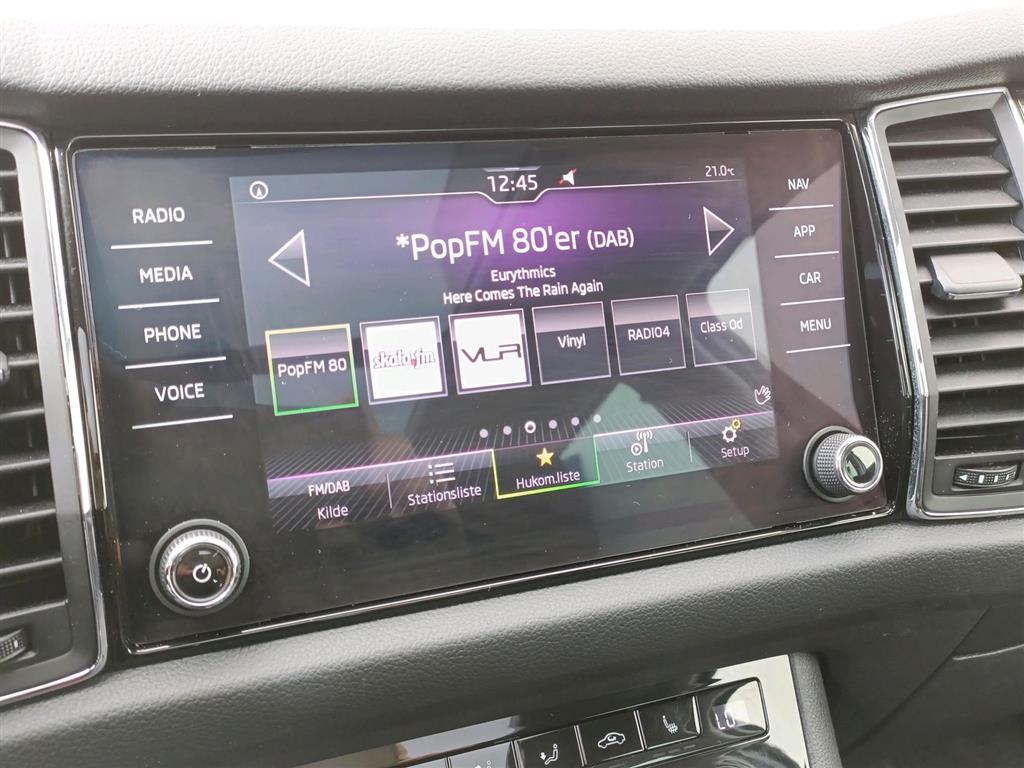 12:45
21.0°C
RADIO
MEDIA
PHONE
VOICE
NAV
APP
CAR
MENU
*PopFM 80'er (DAB)
Eurythmics
Here Comes The Rain Again
PopFM 80
skala.fm
VLR
Vinyl
RADIO4
Class Od
FM/DAB
Kilde
Stationsliste
Hukom.liste
Station
Setup
LO